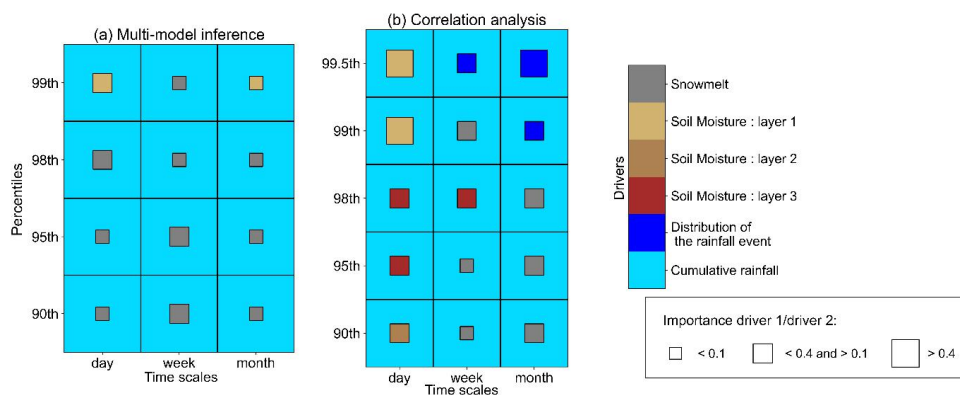 (a) Multi-model inference
99th
98th
95th
90th
Percentiles
day
week
month
Time scales
(b) Correlation analysis
99.5th
99th
98th
95th
90th
day
week
month
Time scales
Drivers
Snowmelt
Soil Moisture : layer 1
Soil Moisture : layer 2
Soil Moisture : layer 3
Distribution of
the rainfall event
Cumulative rainfall
Importance driver 1/driver 2:
< 0.1
< 0.4 and > 0.1
> 0.4